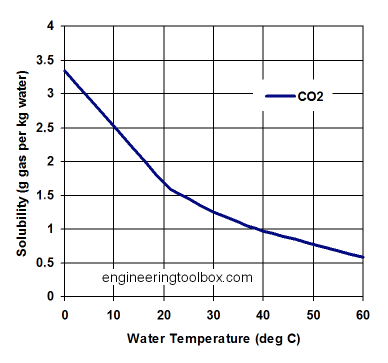 4
3.5
3
2.5
2
1.5
1
0.5
0
Solubility (g gas per kg water)
CO2
engineeringtoolbox.com
0 10 20 30 40 50 60
Water Temperature (deg C)